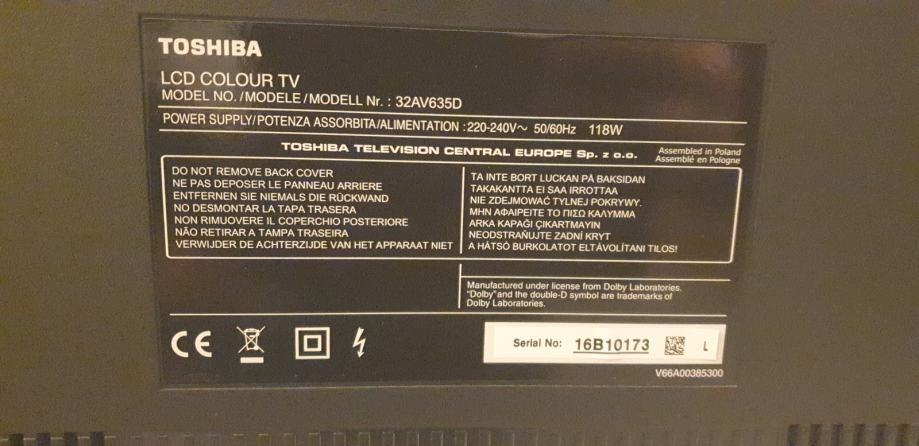 TOSHIBA
LCD COLOUR TV
MODEL NO./MODELE/MODELL Nr. : 32AV635D
POWER SUPPLY/POTENZA ASSORBITA/ALIMENTATION :220-240V～ 50/60Hz 118W
TOSHIBA TELEVISION CENTRAL EUROPE Sp. z o.o.
Assembled in Poland
Assemblé en Pologne
DO NOT REMOVE BACK COVER
NE PAS DEPOSER LE PANNEAU ARRIERE
ENTFERNEN SIE NIEMALS DIE RÜCKWAND
NO DESMONTAR LA TAPA TRASERA
NON RIMUOVERE IL COPERCHIO POSTERIORE
NÃO RETIRAR A TAMPA TRASEIRA
VERWIJDER DE ACHTERZIJDE VAN HET APPARAAT NIET
TA INTE BORT LUCKAN PÅ BAKSIDAN
TAKAKANTTA EI SAA IRROTTAA
NIE ZDEJMOWAĆ TYLNEJ POKRYWY.
ΜΗΝ ΑΦΑΙΡΕΙΤΕ ΤΟ ΠΙΣΩ ΚΑΛΥΜΜΑ
ARKA KAPAĞI ÇIKARTMAYIN
NEODSTRAŇUJTE ZADNÍ KRYT
A HÁTSÓ BURKOLATOT ELTÁVOLÍTANI TILOS!
Manufactured under license from Dolby Laboratories.
"Dolby"and the double-D symbol are trademarks of
Dolby Laboratories.
CE
Serial No: 16B10173 L
V66A00385300